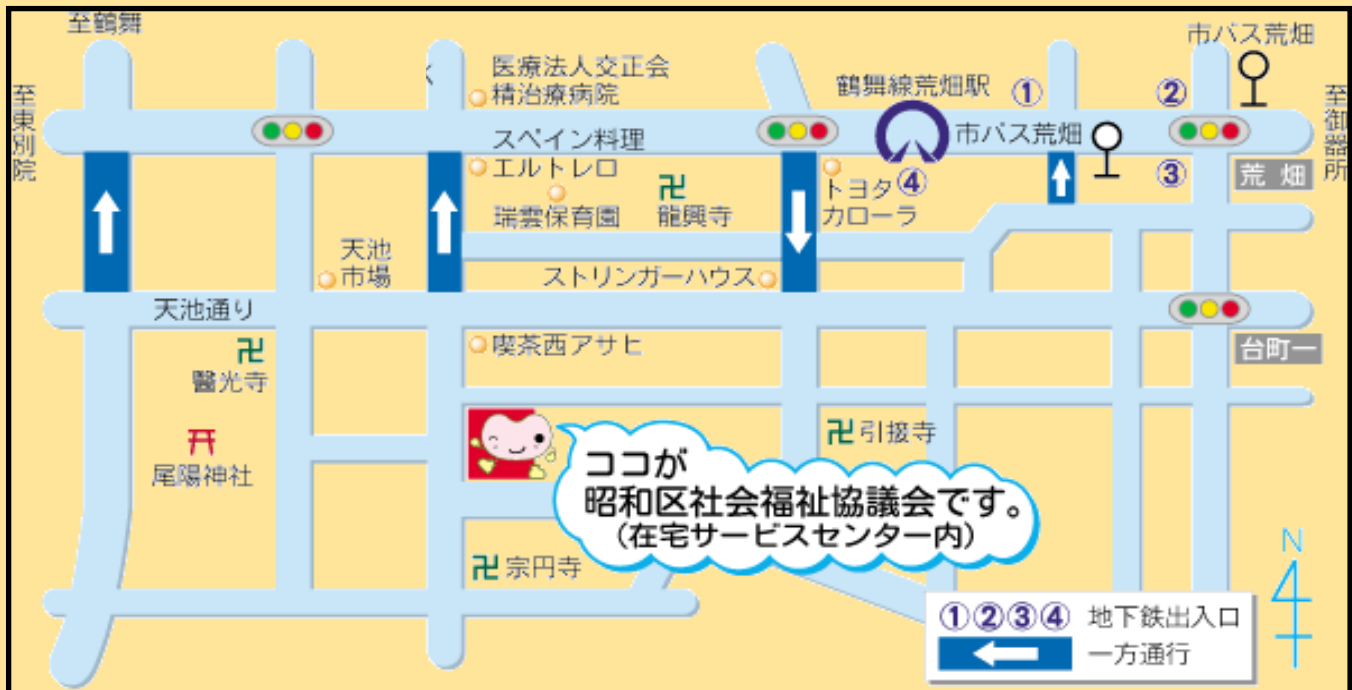 至鶴舞
市バス荒畑
至東別院
医療法人交正会
精治療病院
鶴舞線荒畑駅
①
②
至御器所
スペイン料理
エルトレロ
市バス荒畑
③
荒畑
④
トヨタ
カローラ
瑞雲保育園
龍興寺
天池
市場
ストリンガーハウス
天池通り
喫茶西アサヒ
台町一
醫光寺
尾陽神社
引接寺
ココが
昭和区社会福祉協議会です。
(在宅サービスセンター内)
宗円寺
N
①②③④ 地下鉄出入口
一方通行